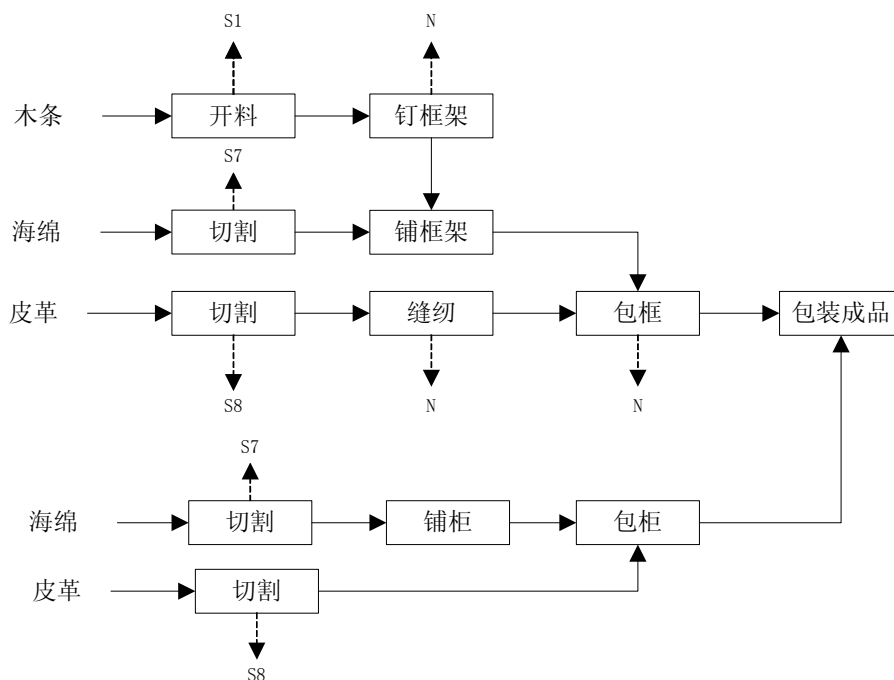 S1 N
木条 开料 钉框架
S7
海绵 切割 铺框架
皮革 切割 缝纫 包框 包装成品
S8 N N
S7
海绵 切割 铺柜 包柜
皮革 切割
S8